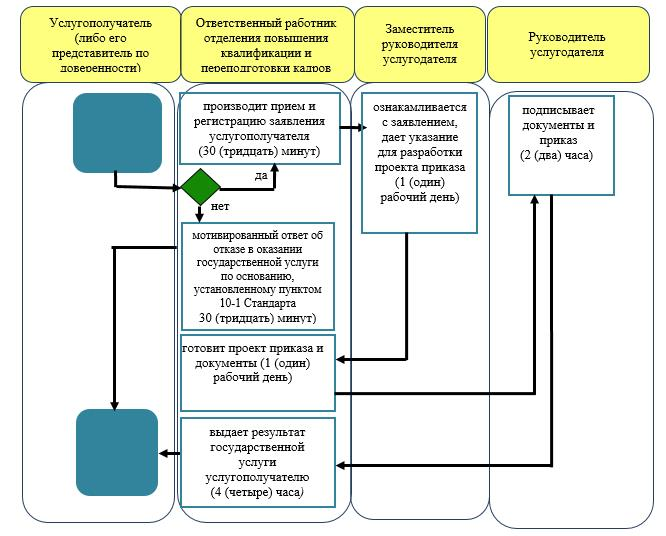 Услугополучатель
(либо его
представитель по
доверенности)
Ответственный работник
отделения повышения
квалификации и
переподготовки кадров
Заместитель
руководителя
услугодателя
Руководитель
услугодателя
производит прием и
регистрацию заявления
услугополучателя
(30 (тридцать) минут)
ознакамливается
с заявлением,
дает указание
для разработки
проекта приказа
(1 (один)
рабочий день)
подписывает
документы и
приказ
(2 (два) часа)
да
нет
мотивированный ответ об
отказе в оказании
государственной услуги
по основанию,
установленному пунктом
10-1 Стандарта
30 (тридцать) минут)
готовит проект приказа и
документы (1 (один)
рабочий день)
выдает результат
государственной
услуги
услугополучателю
(4 (четыре) часа)